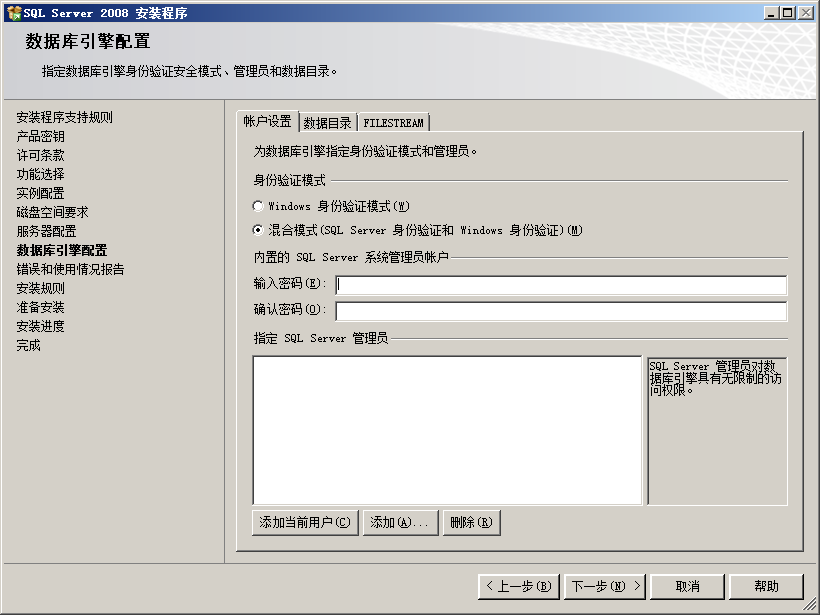 SQL Server 2008 安装程序
数据库引擎配置
指定数据库引擎身份验证安全模式、管理员和数据目录。
安装程序支持规则
产品密钥
许可条款
功能选择
实例配置
磁盘空间要求
服务器配置
数据库引擎配置
错误和使用情况报告
安装规则
准备安装
安装进度
完成
帐户设置 数据目录 FILESTREAM
为数据库引擎指定身份验证模式和管理员。
身份验证模式
Windows 身份验证模式(W)
混合模式(SQL Server 身份验证和 Windows 身份验证)(M)
内置的 SQL Server 系统管理员帐户
输入密码(E):
确认密码(O):
指定 SQL Server 管理员
SQL Server 管理员对数
据库引擎具有无限制的访
问权限。
添加当前用户(C) 添加(A)... 删除(R)
< 上一步(B) 下一步(N) > 取消 帮助